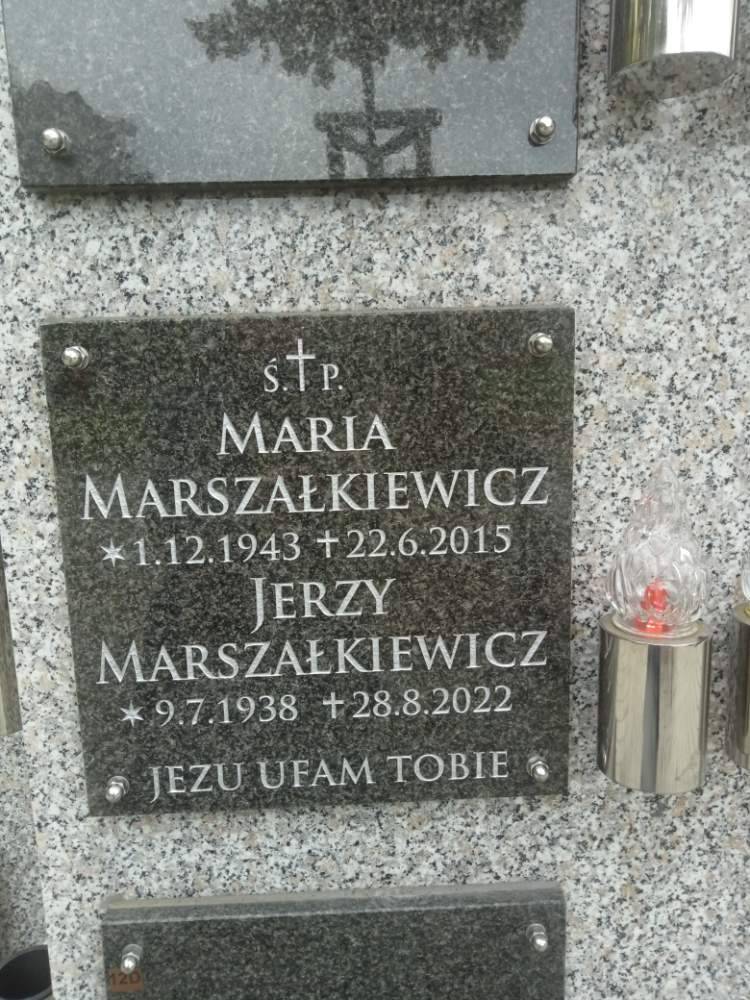 Ś.†P.
MARIA
MARSZAŁKIEWICZ
*1.12.1943 †22.6.2015
JERZY
MARSZAŁKIEWICZ
*9.7.1938 †28.8.2022
JEZU UFAM TOBIE
12D